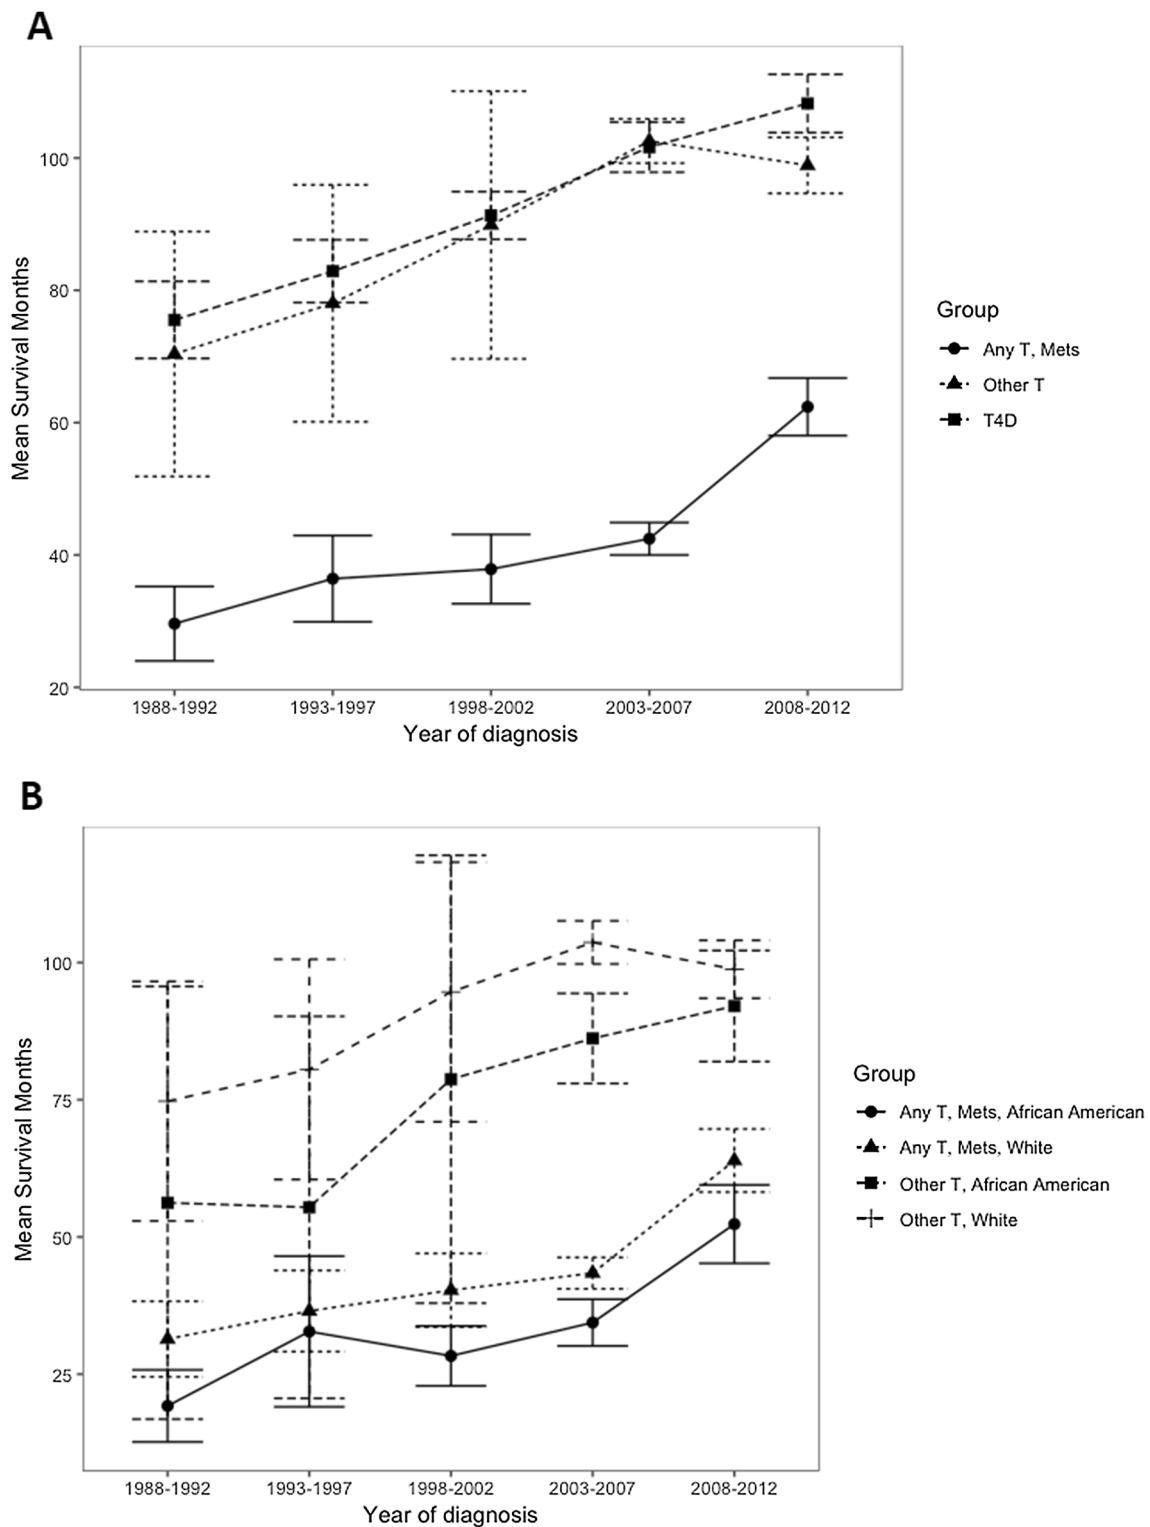 A
Mean Survival Months
100
80
60
40
20
1988-1992 1993-1997 1998-2002 2003-2007 2008-2012
Year of diagnosis
Group
Any T, Mets
Other T
T4D
B
Mean Survival Months
100
75
50
25
1988-1992 1993-1997 1998-2002 2003-2007 2008-2012
Year of diagnosis
Group
Any T, Mets, African American
Any T, Mets, White
Other T, African American
Other T, White